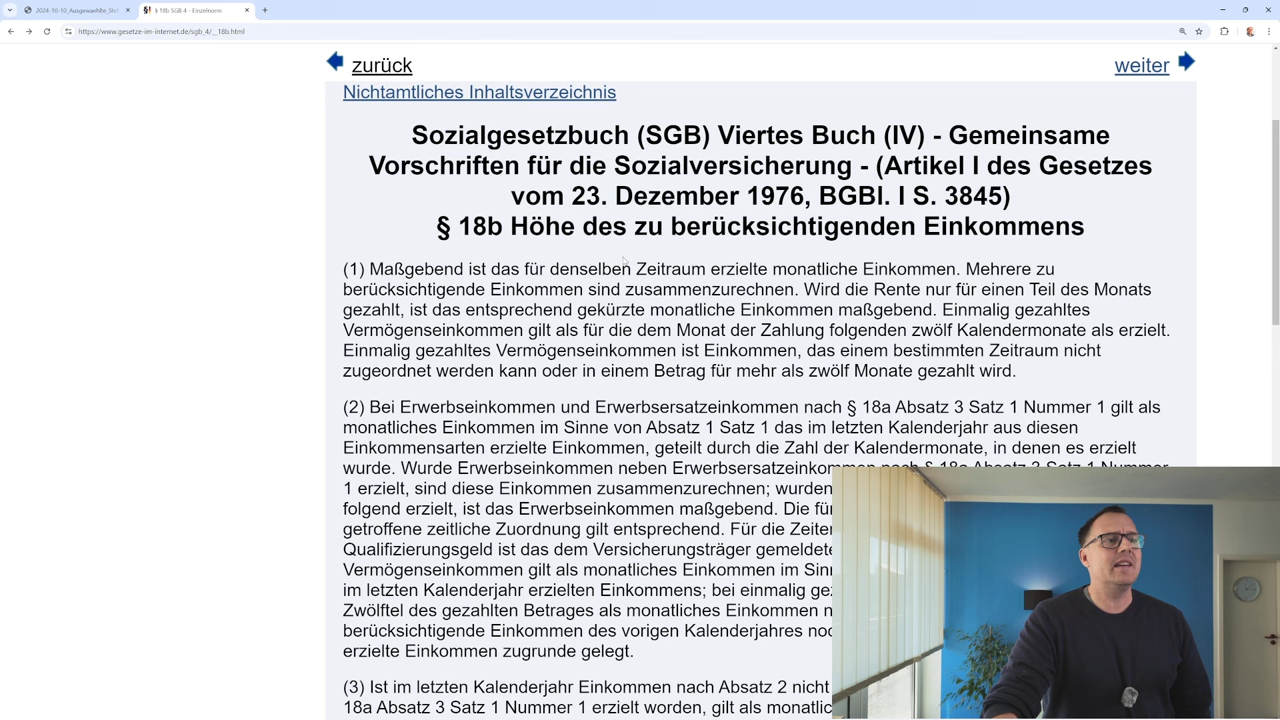 2024-10-10_Ausgewaehlte_Sto
§ 18b SGB 4 - Einzelnorm
https://www.gesetze-im-internet.de/sgb_4/__18b.html
zurück
weiter
Nichtamtliches Inhaltsverzeichnis
Sozialgesetzbuch (SGB) Viertes Buch (IV) - Gemeinsame
Vorschriften für die Sozialversicherung - (Artikel I des Gesetzes
vom 23. Dezember 1976, BGBl. I S. 3845)
§ 18b Höhe des zu berücksichtigenden Einkommens
(1) Maßgebend ist das für denselben Zeitraum erzielte monatliche Einkommen. Mehrere zu
berücksichtigende Einkommen sind zusammenzurechnen. Wird die Rente nur für einen Teil des Monats
gezahlt, ist das entsprechend gekürzte monatliche Einkommen maßgebend. Einmalig gezahltes
Vermögenseinkommen gilt als für die dem Monat der Zahlung folgenden zwölf Kalendermonate als erzielt.
Einmalig gezahltes Vermögenseinkommen ist Einkommen, das einem bestimmten Zeitraum nicht
zugeordnet werden kann oder in einem Betrag für mehr als zwölf Monate gezahlt wird.
(2) Bei Erwerbseinkommen und Erwerbsersatzeinkommen nach § 18a Absatz 3 Satz 1 Nummer 1 gilt als
monatliches Einkommen im Sinne von Absatz 1 Satz 1 das im letzten Kalenderjahr aus diesen
Einkommensarten erzielte Einkommen, geteilt durch die Zahl der Kalendermonate, in denen es erzielt
wurde. Wurde Erwerbseinkommen neben Erwerbsersatzeinkommen nach § 18a Absatz 3 Satz 1 Nummer
1 erzielt, sind diese Einkommen zusammenzurechnen; wurden
folgend erzielt, ist das Erwerbseinkommen maßgebend. Die für
getroffene zeitliche Zuordnung gilt entsprechend. Für die Zeiten
Qualifizierungsgeld ist das dem Versicherungsträger gemeldete
Vermögenseinkommen gilt als monatliches Einkommen im Sinn
im letzten Kalenderjahr erzielten Einkommens; bei einmalig gez
Zwölftel des gezahlten Betrages als monatliches Einkommen n
berücksichtigende Einkommen des vorigen Kalenderjahres noc
erzielte Einkommen zugrunde gelegt.
(3) Ist im letzten Kalenderjahr Einkommen nach Absatz 2 nicht
18a Absatz 3 Satz 1 Nummer 1 erzielt worden, gilt als monatlic